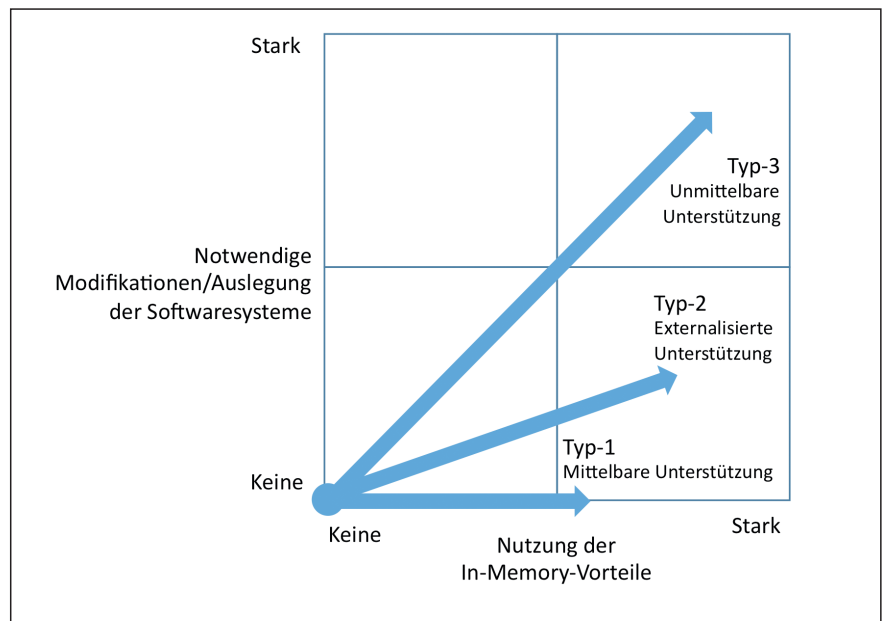 Stark
Typ-3
Unmittelbare
Unterstützung
Notwendige
Modifikationen/Auslegung
der Softwaresysteme
Typ-2
Externalisierte
Unterstützung
Typ-1
Mittelbare Unterstützung
Keine
Keine
Stark
Nutzung der
In-Memory-Vorteile